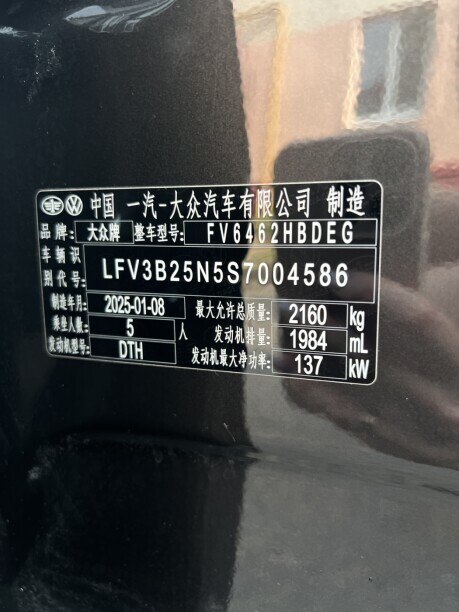 中国 一汽-大众汽车有限公司 制造
品牌: 大众牌 整车型号: FV6462HBDEG
车辆识别代号: LFV3B25N5S7004586
制造年月: 2025-01-08 最大允许总质量: 2160 kg
乘坐人数: 5 人 发动机排量: 1984 mL
发动机型号: DTH 发动机最大净功率: 137 kW